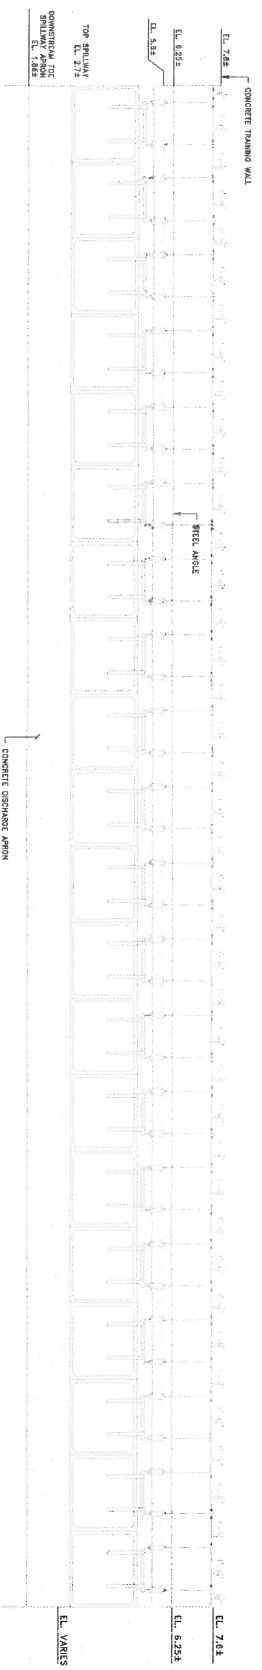 CONCRETE TRAINING WALL
EL. 7.8±
EL. 6.25±
EL. 5.8±
STEEL ANGLE
TOP SPILLWAY
EL. 2.7±
DOWNSTREAM TOE
SPILLWAY APRON
EL. 1.86±
CONCRETE DISCHARGE APRON
EL. 7.6±
EL. 6.25±
EL. VARIES